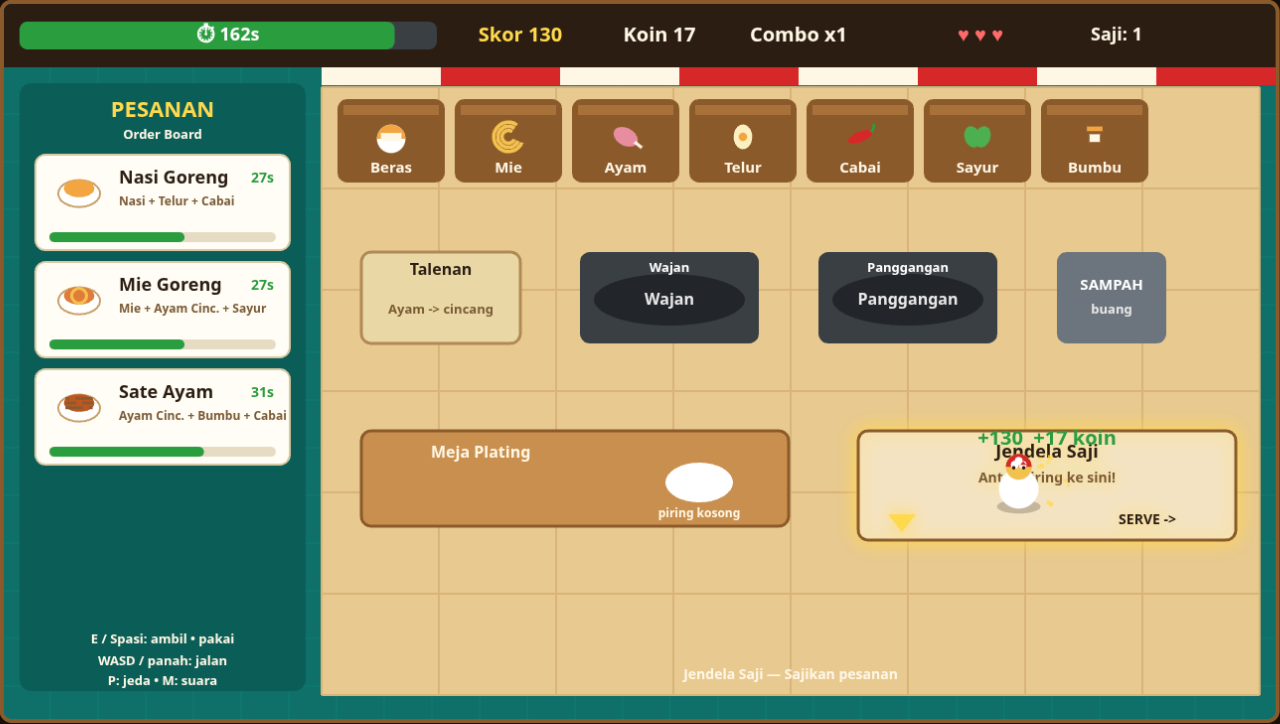 ⏱ 162s
Skor 130
Koin 17
Combo x1
♥ ♥ ♥
Saji: 1
PESANAN
Order Board
Nasi Goreng 27s
Nasi + Telur + Cabai
Mie Goreng 27s
Mie + Ayam Cinc. + Sayur
Sate Ayam 31s
Ayam Cinc. + Bumbu + Cabai
E / Spasi: ambil • pakai
WASD / panah: jalan
P: jeda • M: suara
Beras
Mie
Ayam
Telur
Cabai
Sayur
Bumbu
Talenan
Ayam -> cincang
Wajan
Wajan
Panggangan
Panggangan
SAMPAH
buang
Meja Plating
piring kosong
+130 +17 koin
Jendela Saji
ke sini!
SERVE ->
Jendela Saji — Sajikan pesanan